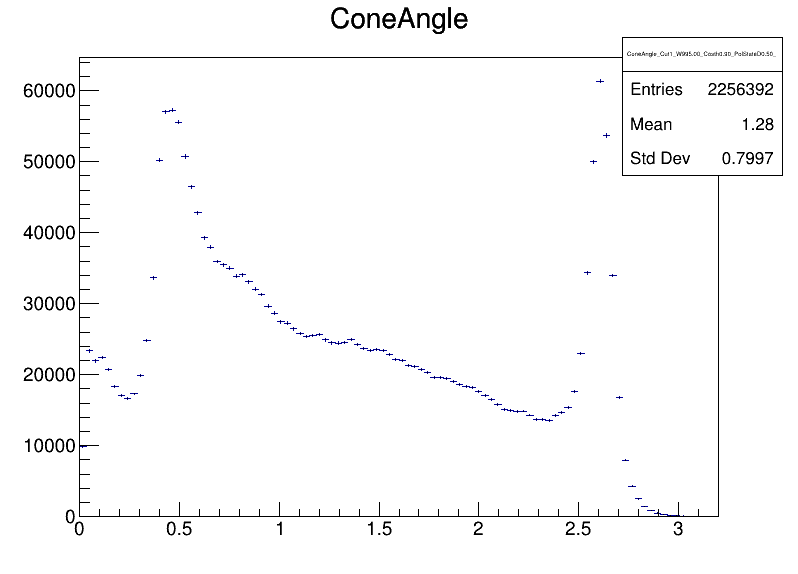 ConeAngle
ConeAngle_Cut1_W995.00_Costh0.90_PolStateD0.50_
Entries 2256392
Mean 1.28
Std Dev 0.7997
60000
50000
40000
30000
20000
10000
0
0 0.5 1 1.5 2 2.5 3